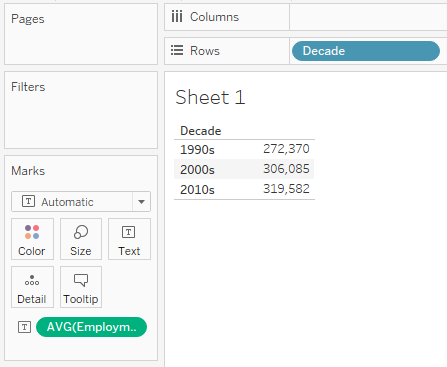 Pages
Columns
Rows
Decade
Filters
Sheet 1
Decade
1990s 272,370
2000s 306,085
2010s 319,582
Marks
T Automatic
Color
Size
T Text
Detail
Tooltip
T AVG(Employm..